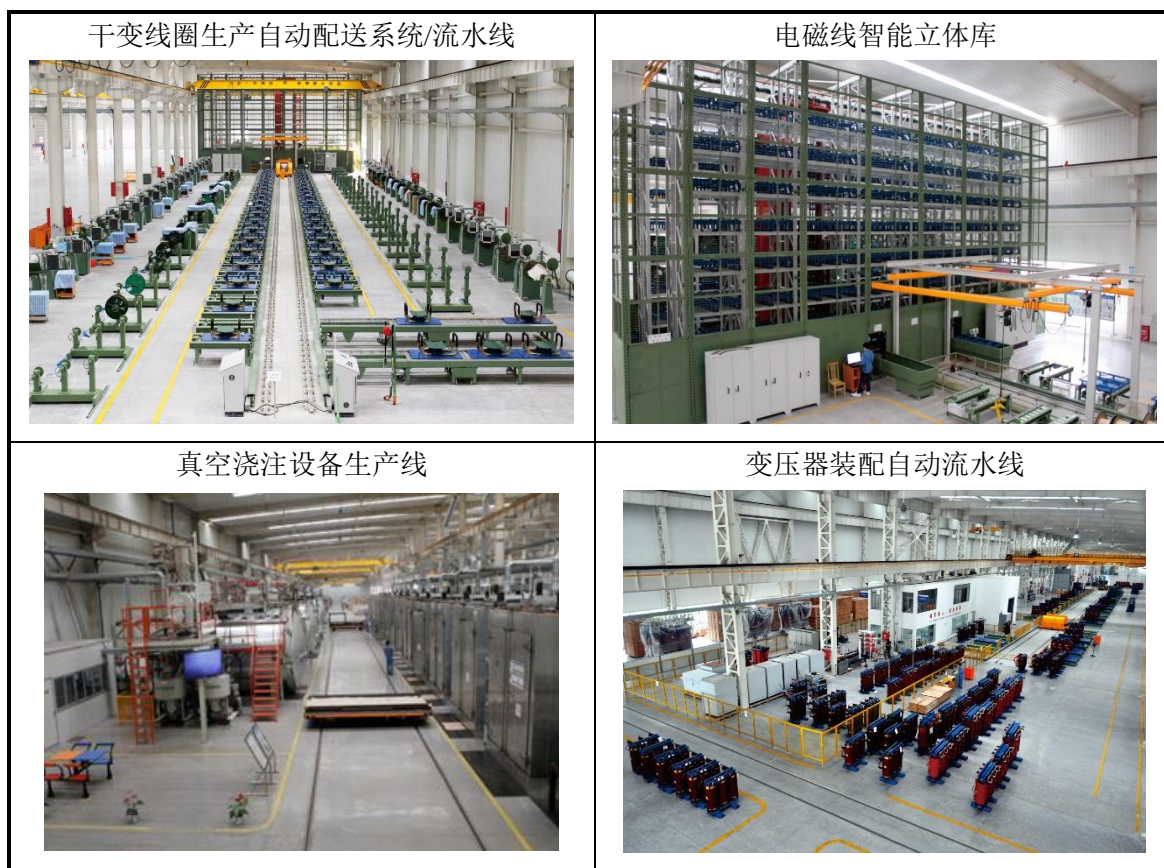 干变线圈生产自动配送系统/流水线
电磁线智能立体库
真空浇注设备生产线
变压器装配自动流水线